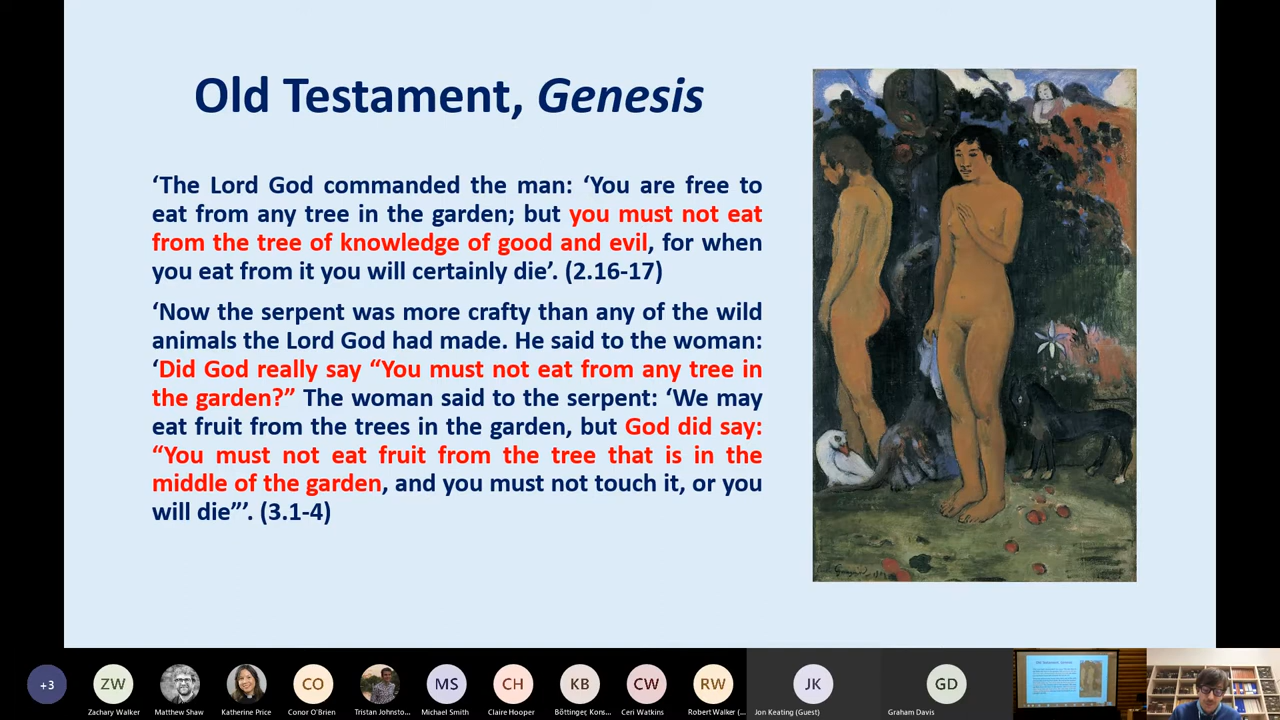 Old Testament, Genesis
‘The Lord God commanded the man: ‘You are free to
eat from any tree in the garden; but you must not eat
from the tree of knowledge of good and evil, for when
you eat from it you will certainly die’. (2.16-17)
‘Now the serpent was more crafty than any of the wild
animals the Lord God had made. He said to the woman:
‘Did God really say “You must not eat from any tree in
the garden?” The woman said to the serpent: ‘We may
eat fruit from the trees in the garden, but God did say:
“You must not eat fruit from the tree that is in the
middle of the garden, and you must not touch it, or you
will die”’. (3.1-4)
+3
ZW
CO
MS
CH
KB
CW
RW
JK
GD
Zachary Walker
Matthew Shaw
Katherine Price
Conor O'Brien
Tristan Johnsto...
Michael Smith
Claire Hooper
Böttinger, Kons...
Ceri Watkins
Robert Walker (...
Jon Keating (Guest)
Graham Davis
Old Testament, Genesis